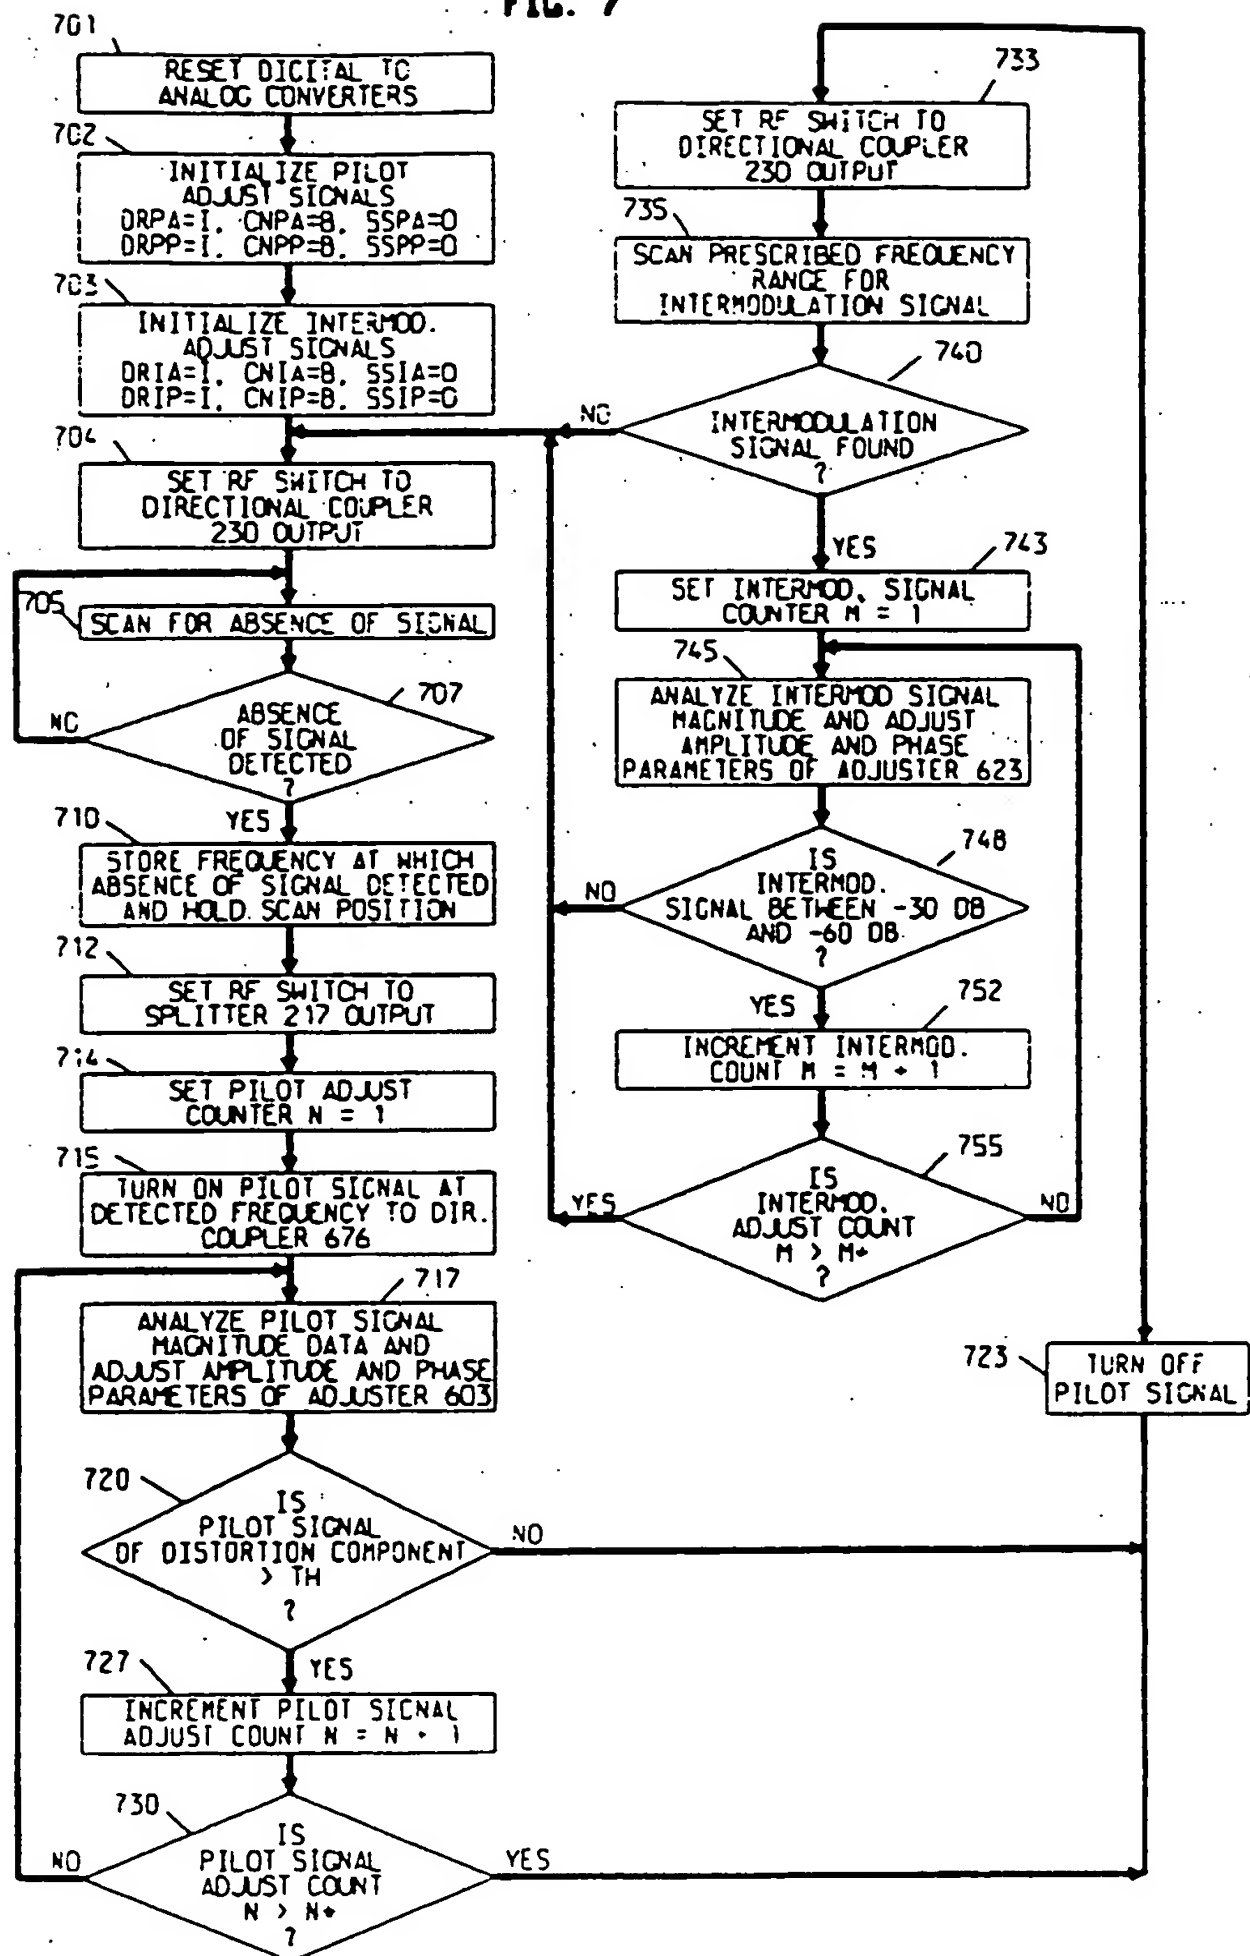 FIG. 7
701
RESET DIGITAL TO
ANALOG CONVERTERS
702
INITIALIZE PILOT
ADJUST SIGNALS
DRPA=I, CNPA=B, SSPA=0
DRPP=I, CNPP=B, SSPP=0
703
INITIALIZE INTERMOD.
ADJUST SIGNALS
DRIA=I, CNIA=B, SSIA=0
DRIP=I, CNIP=B, SSIP=0
704
SET RF SWITCH TO
DIRECTIONAL COUPLER
230 OUTPUT
705
SCAN FOR ABSENCE OF SIGNAL
707
ABSENCE
OF SIGNAL
DETECTED
?
NO
YES
710
STORE FREQUENCY AT WHICH
ABSENCE OF SIGNAL DETECTED
AND HOLD SCAN POSITION
712
SET RF SWITCH TO
SPLITTER 217 OUTPUT
714
SET PILOT ADJUST
COUNTER N = 1
715
TURN ON PILOT SIGNAL AT
DETECTED FREQUENCY TO DIR.
COUPLER 676
717
ANALYZE PILOT SIGNAL
MAGNITUDE DATA AND
ADJUST AMPLITUDE AND PHASE
PARAMETERS OF ADJUSTER 603
720
IS
PILOT SIGNAL
OF DISTORTION COMPONENT
> TH
?
NO
YES
727
INCREMENT PILOT SIGNAL
ADJUST COUNT N = N + 1
730
IS
PILOT SIGNAL
ADJUST COUNT
N > N*
?
NO
YES
733
SET RF SWITCH TO
DIRECTIONAL COUPLER
230 OUTPUT
735
SCAN PRESCRIBED FREQUENCY
RANGE FOR
INTERMODULATION SIGNAL
740
INTERMODULATION
SIGNAL FOUND
?
NO
YES
743
SET INTERMOD. SIGNAL
COUNTER M = 1
745
ANALYZE INTERMOD SIGNAL
MAGNITUDE AND ADJUST
AMPLITUDE AND PHASE
PARAMETERS OF ADJUSTER 623
748
IS
INTERMOD.
SIGNAL BETWEEN -30 DB
AND -60 DB
?
NO
YES
752
INCREMENT INTERMOD.
COUNT M = M + 1
755
IS
INTERMOD.
ADJUST COUNT
M > M*
?
YES
NO
723
TURN OFF
PILOT SIGNAL